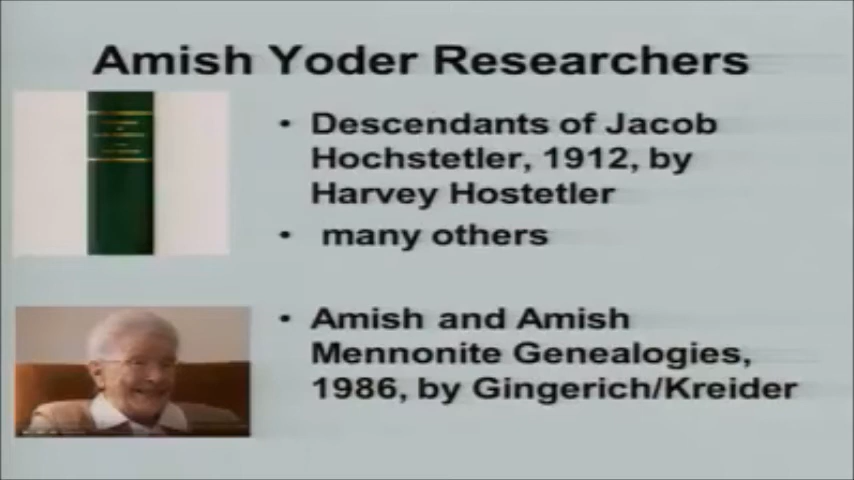 Amish Yoder Researchers
• Descendants of Jacob
Hochstetler, 1912, by
Harvey Hostetler
• many others
• Amish and Amish
Mennonite Genealogies,
1986, by Gingerich/Kreider